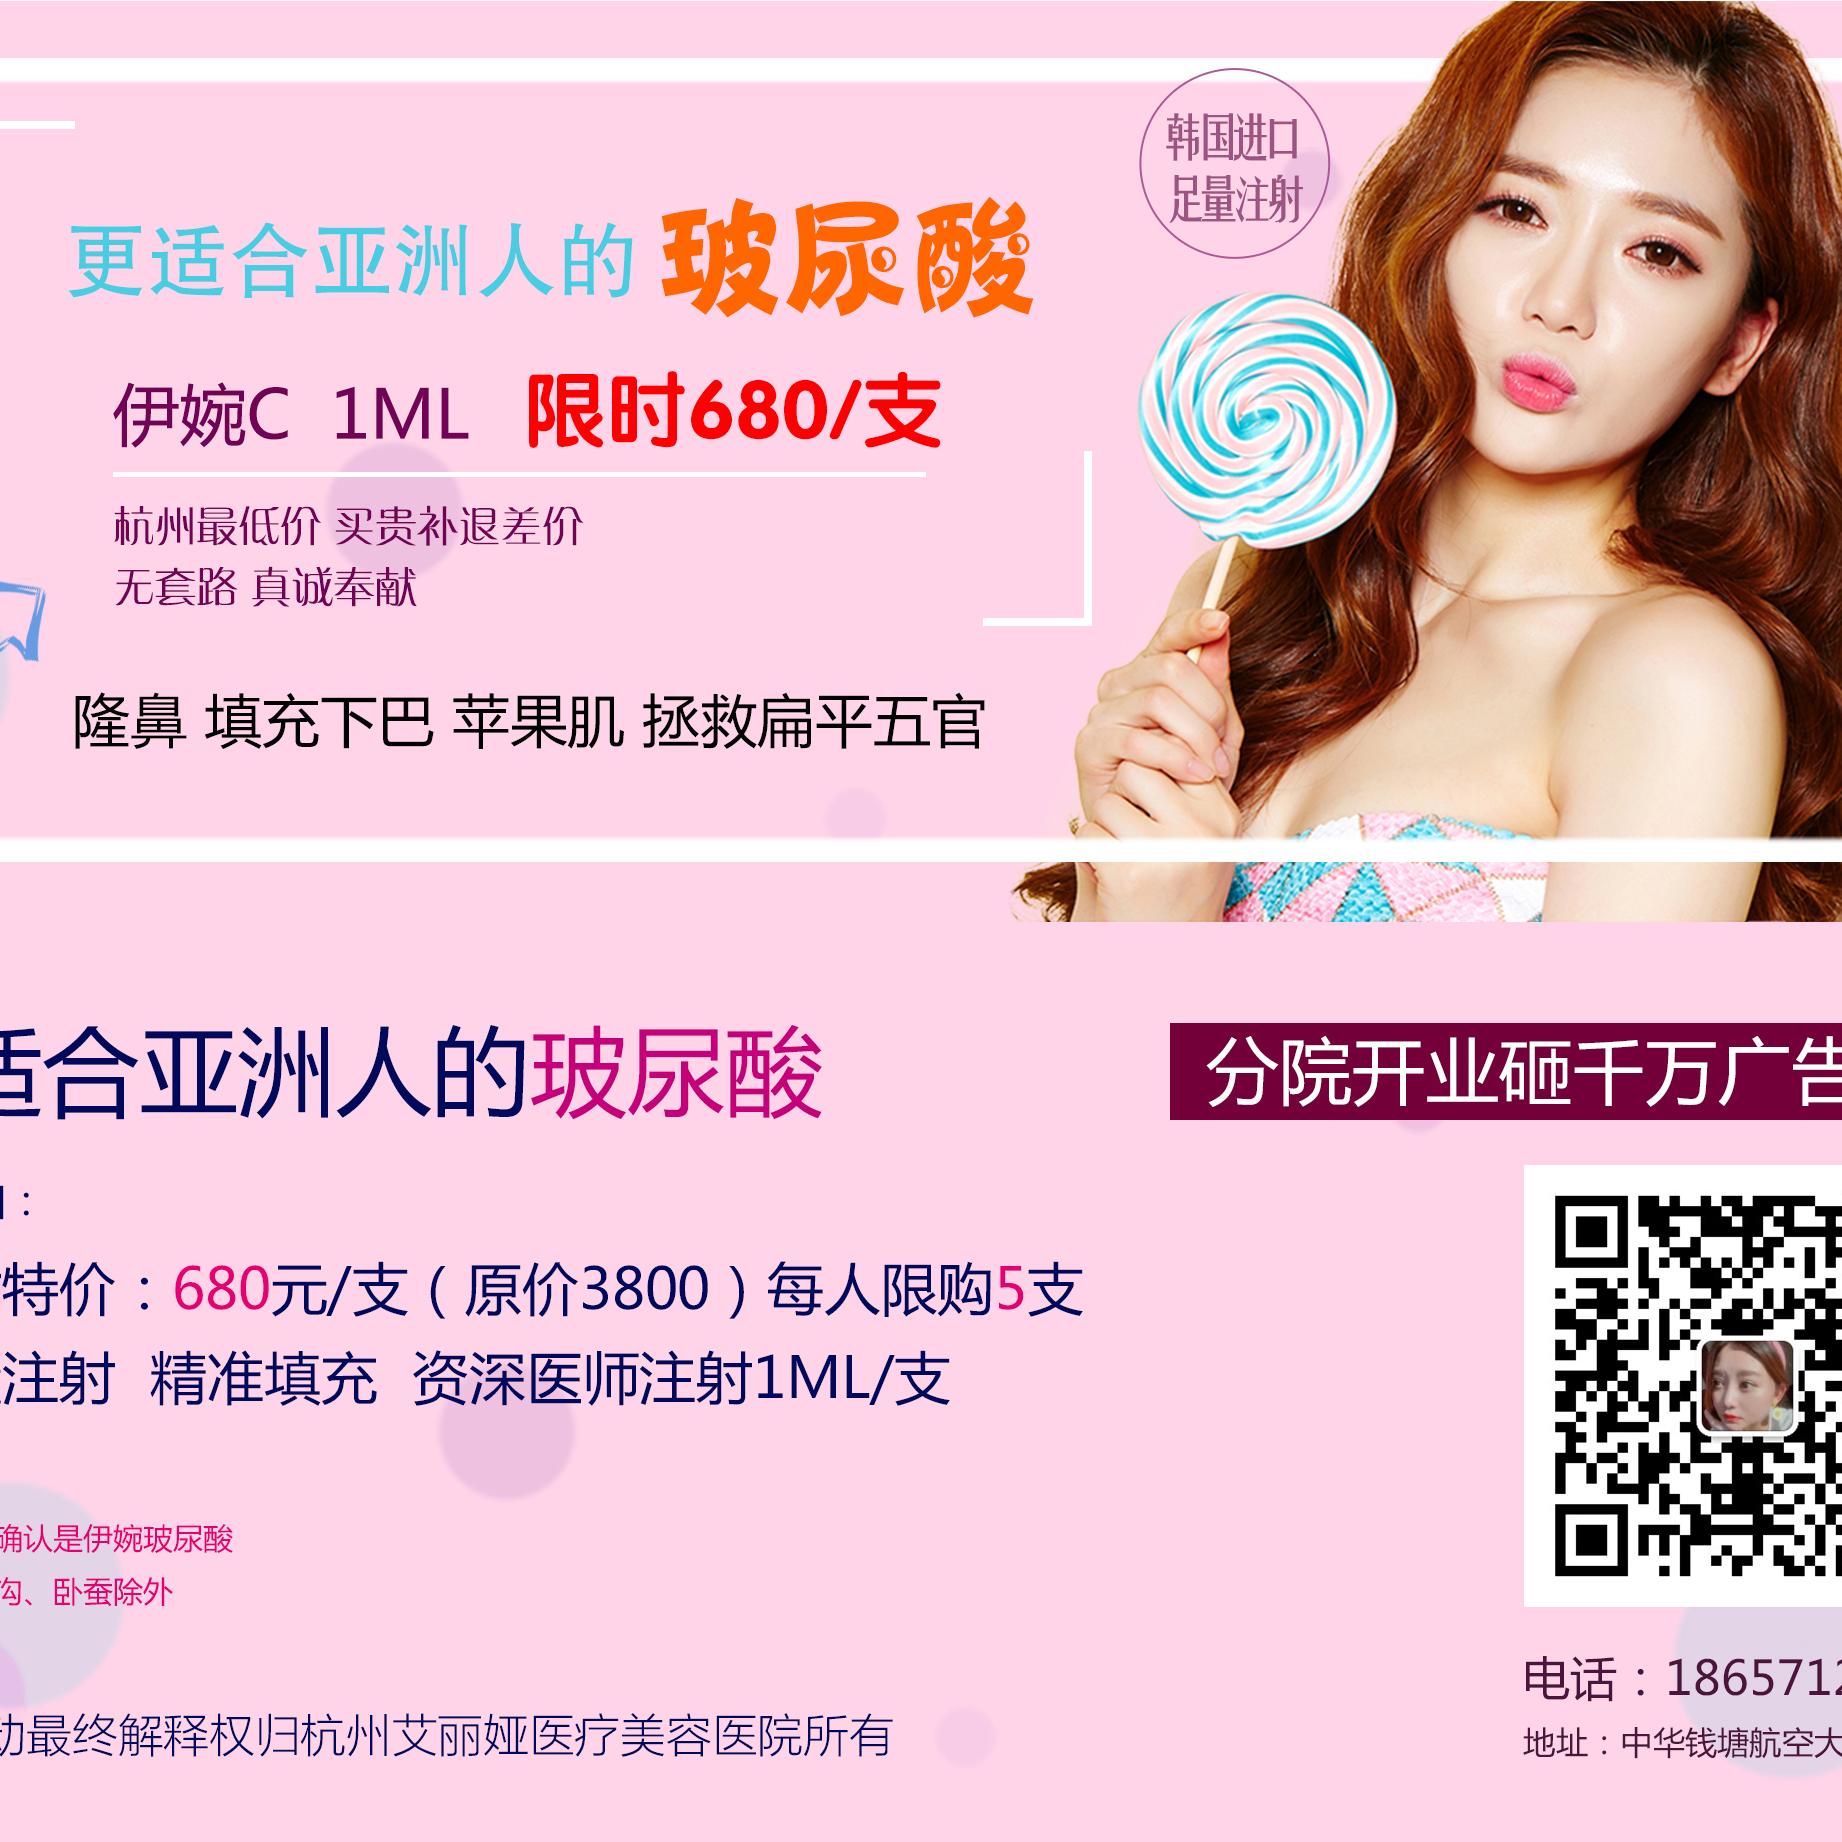 韩国进口
足量注射
更适合亚洲人的 玻尿酸
伊婉C 1ML 限时680/支
杭州最低价 买贵补退差价
无套路 真诚奉献
隆鼻 填充下巴 苹果肌 拯救扁平五官
适合亚洲人的玻尿酸
分院开业砸千万广告
:
特价:680元/支(原价3800)每人限购5支
注射 精准填充 资深医师注射1ML/支
确认是伊婉玻尿酸
沟、卧蚕除外
动最终解释权归杭州艾丽娅医疗美容医院所有
电话:1865712
地址:中华钱塘航空大